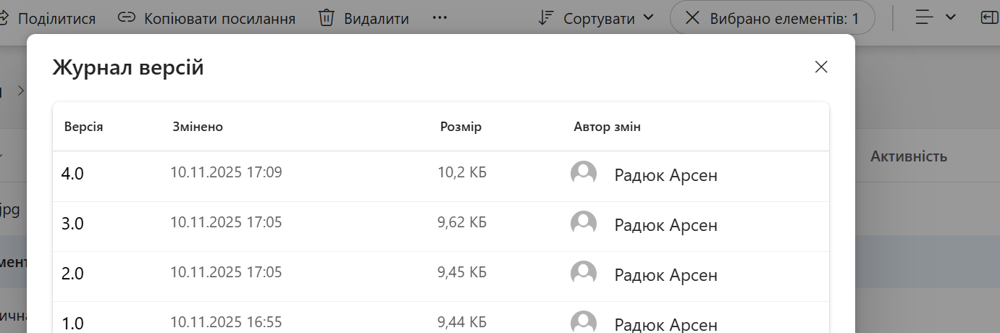 Поділитися Копіювати посилання Видалити ··· Сортувати Вибрано елементів: 1
Журнал версій
Версія Змінено Розмір Автор змін
Активність
4.0 10.11.2025 17:09 10,2 КБ Радюк Арсен
jpg
3.0 10.11.2025 17:05 9,62 КБ Радюк Арсен
2.0 10.11.2025 17:05 9,45 КБ Радюк Арсен
1.0 10.11.2025 16:55 9,44 КБ Радюк Арсен